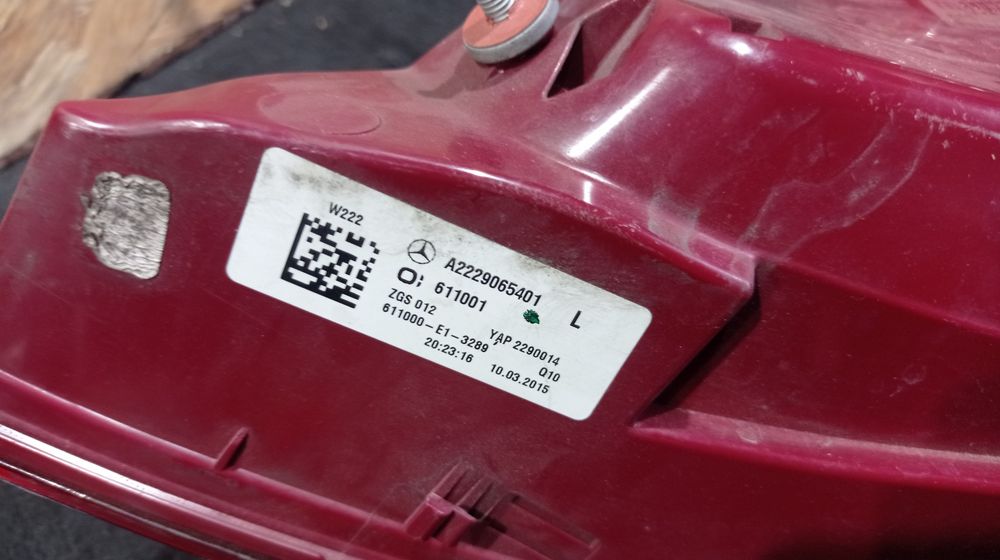 W222
A2229065401
611001
L
ZGS 012
YAP 2290014
611000-E1-3289
Q10
20:23:16
10.03.2015